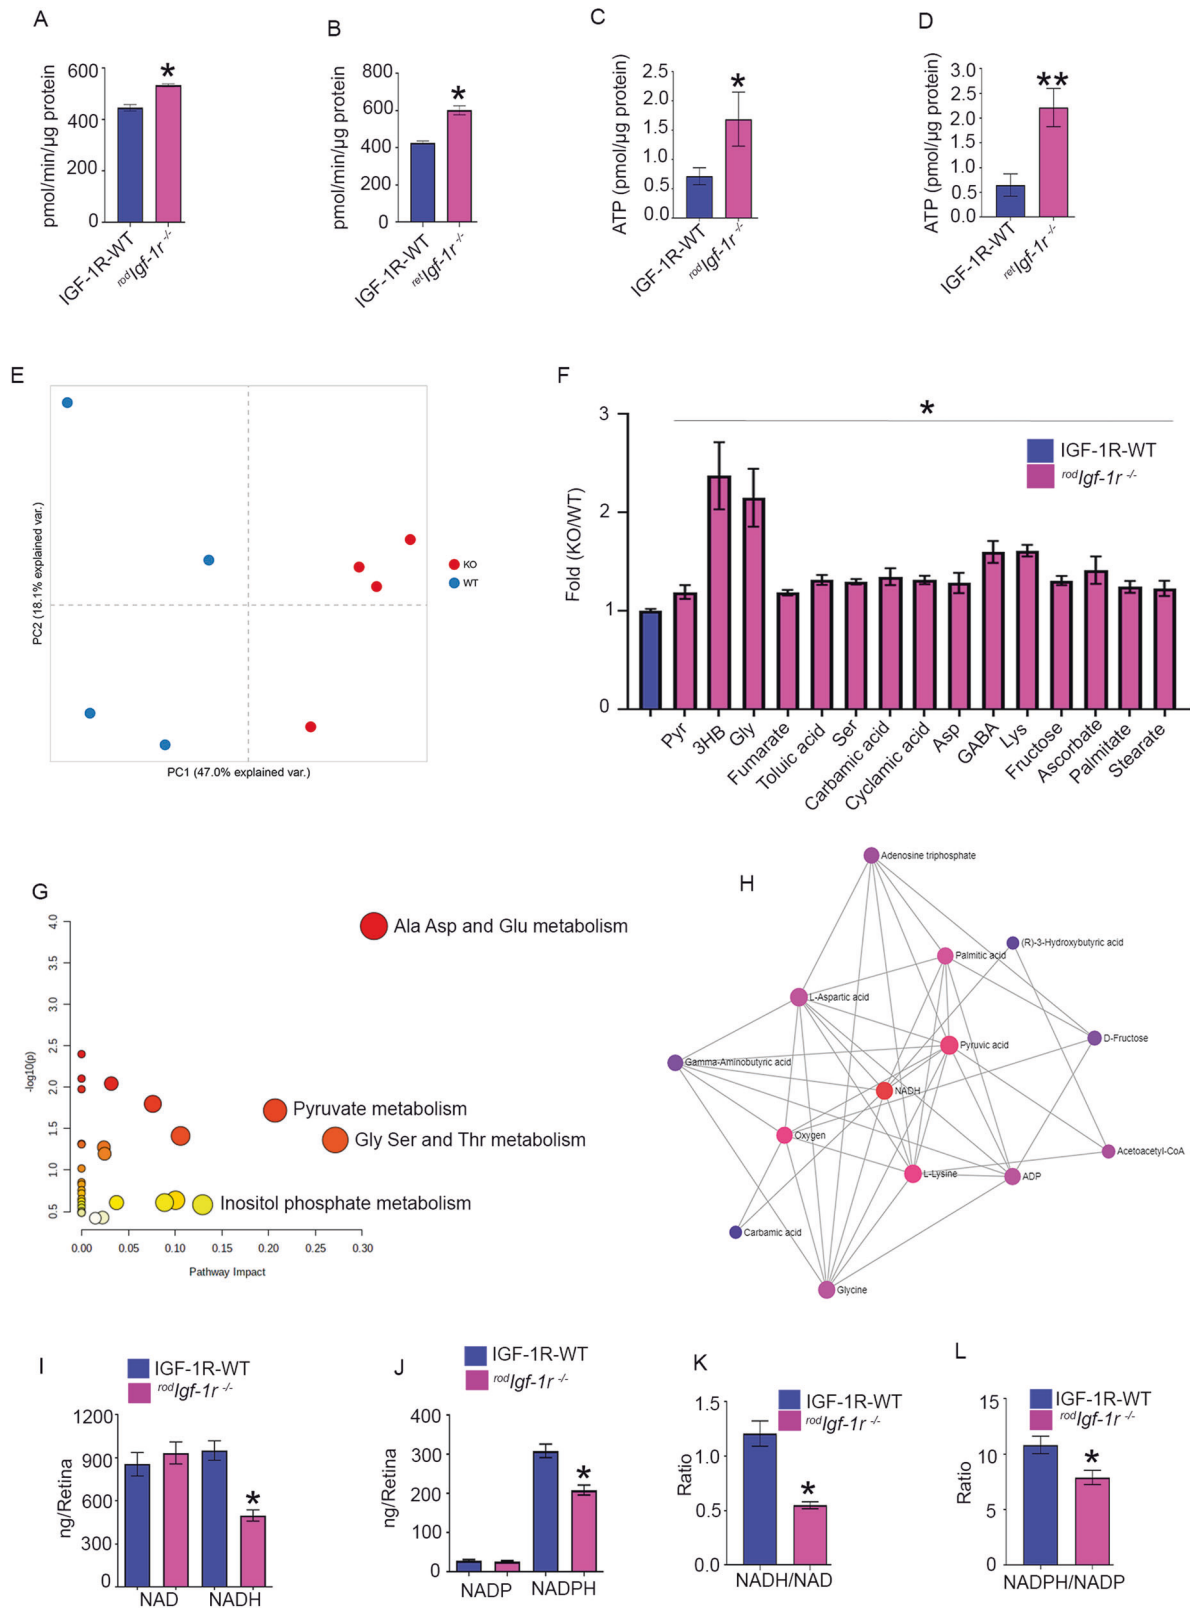 A
pmol/min/µg protein
600
400
200
0
*
IGF-1R-WT
rodIgf-1r -/-
B
pmol/min/µg protein
800
600
400
200
0
*
IGF-1R-WT
retIgf-1r -/-
C
ATP (pmol/µg protein)
2.5
2.0
1.5
1.0
0.5
0.0
*
IGF-1R-WT
rodIgf-1r -/-
D
ATP (pmol/µg protein)
3.0
2.5
2.0
1.5
1.0
0.5
0.0
**
IGF-1R-WT
retIgf-1r -/-
E
PC2 (18.1% explained var.)
PC1 (47.0% explained var.)
KO
WT
F
Fold (KO/WT)
3
2
1
0
*
IGF-1R-WT
rodIgf-1r -/-
Pyr
3HB
Gly
Fumarate
Toluic acid
Ser
Carbamic acid
Cyclamic acid
Asp
GABA
Lys
Fructose
Ascorbate
Palmitate
Stearate
G
-log10(p)
4.0
3.5
3.0
2.5
2.0
1.5
1.0
0.5
Ala Asp and Glu metabolism
Pyruvate metabolism
Gly Ser and Thr metabolism
Inositol phosphate metabolism
0.00 0.05 0.10 0.15 0.20 0.25 0.30
Pathway Impact
H
Adenosine triphosphate
(R)-3-Hydroxybutyric acid
Palmitic acid
L-Aspartic acid
D-Fructose
Pyruvic acid
Gamma-Aminobutyric acid
NADH
Oxygen
Acetoacetyl-CoA
L-Lysine
ADP
Carbamic acid
Glycine
I
IGF-1R-WT
rodIgf-1r -/-
ng/Retina
1200
900
600
300
0
*
NAD NADH
J
IGF-1R-WT
rodIgf-1r -/-
ng/Retina
400
300
200
100
0
*
NADP NADPH
K
IGF-1R-WT
rodIgf-1r -/-
Ratio
1.5
1.0
0.5
0.0
*
NADH/NAD
L
IGF-1R-WT
rodIgf-1r -/-
Ratio
15
10
5
0
*
NADPH/NADP